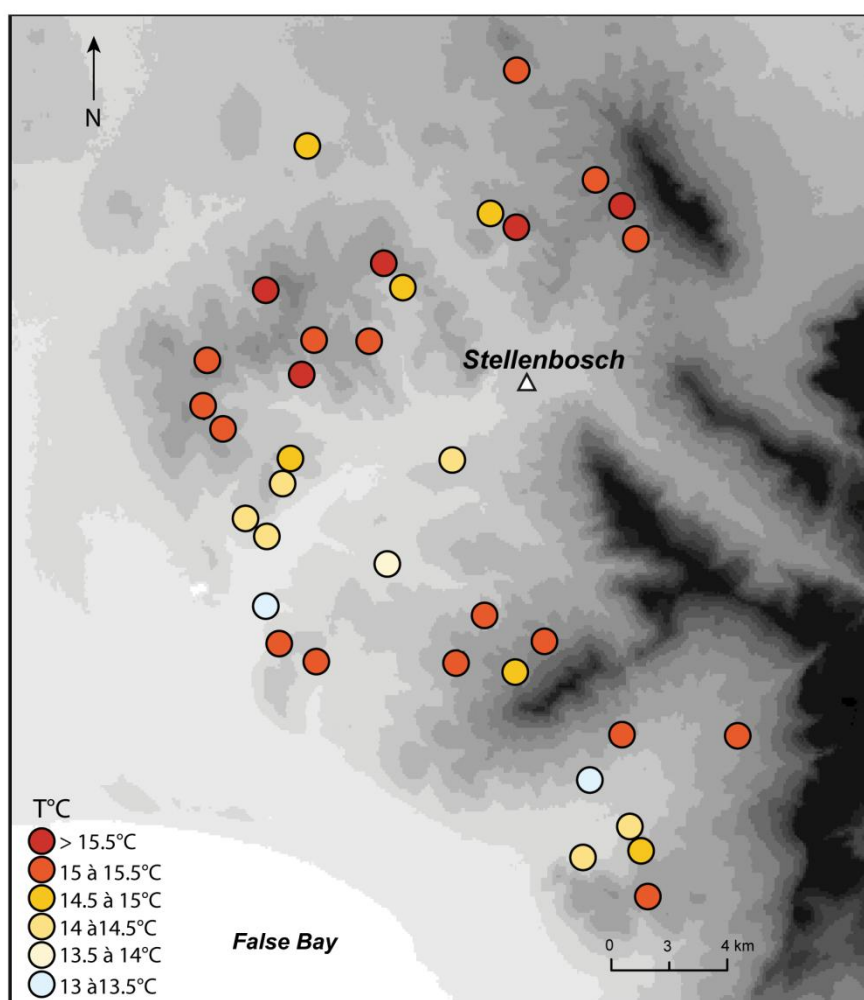 N
Stellenbosch
T°C
> 15.5°C
15 à 15.5°C
14.5 à 15°C
14 à14.5°C
13.5 à 14°C
13 à13.5°C
False Bay
0 3 4 km